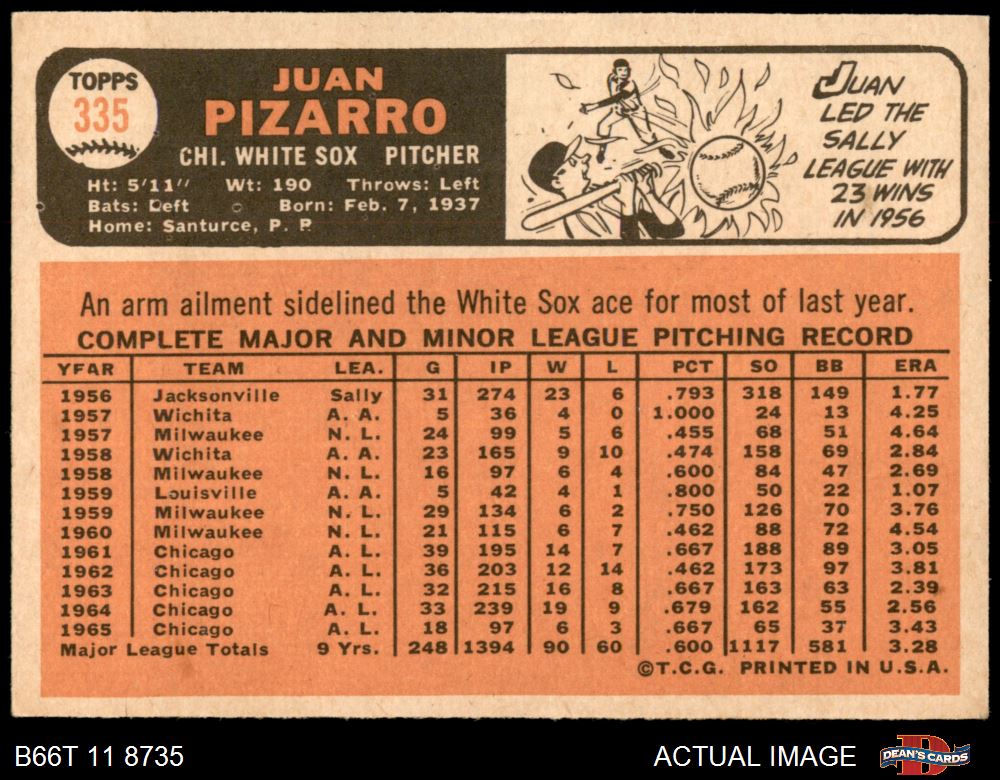 TOPPS
335
JUAN
PIZARRO
CHI. WHITE SOX PITCHER
Ht: 5'11" Wt: 190 Throws: Left
Bats: Left Born: Feb. 7, 1937
Home: Santurce, P. R
JUAN
LED THE
SALLY
LEAGUE WITH
23 WINS
IN 1956
An arm ailment sidelined the White Sox ace for most of last year.
COMPLETE MAJOR AND MINOR LEAGUE PITCHING RECORD
YEAR TEAM LEA. G IP W L PCT SO BB ERA
1956 Jacksonville Sally 31 274 23 6 .793 318 149 1.77
1957 Wichita A. A. 5 36 4 0 1.000 24 13 4.25
1957 Milwaukee N. L. 24 99 5 6 .455 68 51 4.64
1958 Wichita A. A. 23 165 9 10 .474 158 69 2.84
1958 Milwaukee N. L. 16 97 6 4 .600 84 47 2.69
1959 Louisville A. A. 5 42 4 1 .800 50 22 1.07
1959 Milwaukee N. L. 29 134 6 2 .750 126 70 3.76
1960 Milwaukee N. L. 21 115 6 7 .462 88 72 4.54
1961 Chicago A. L. 39 195 14 7 .667 188 89 3.05
1962 Chicago A. L. 36 203 12 14 .462 173 97 3.81
1963 Chicago A. L. 32 215 16 8 .667 163 63 2.39
1964 Chicago A. L. 33 239 19 9 .679 162 55 2.56
1965 Chicago A. L. 18 97 6 3 .667 65 37 3.43
Major League Totals 9 Yrs. 248 1394 90 60 .600 1117 581 3.28
©T.C.G. PRINTED IN U.S.A.
B66T 11 8735
ACTUAL IMAGE
DEAN'S CARDS